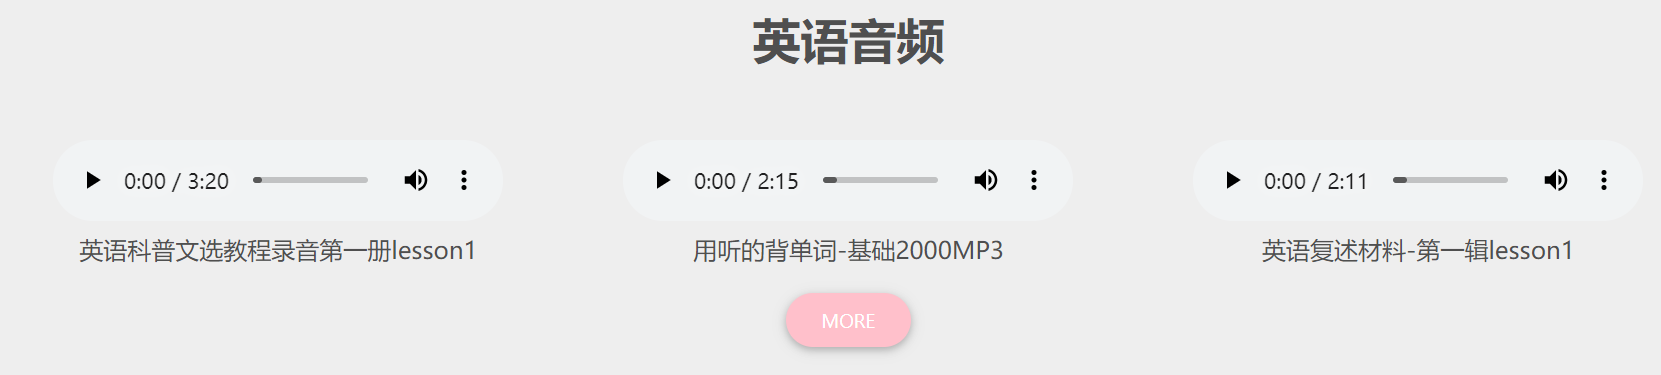 英语音频
0:00 / 3:20
0:00 / 2:15
0:00 / 2:11
英语科普文选教程录音第一册lesson1
用听的背单词-基础2000MP3
英语复述材料-第一辑lesson1
MORE